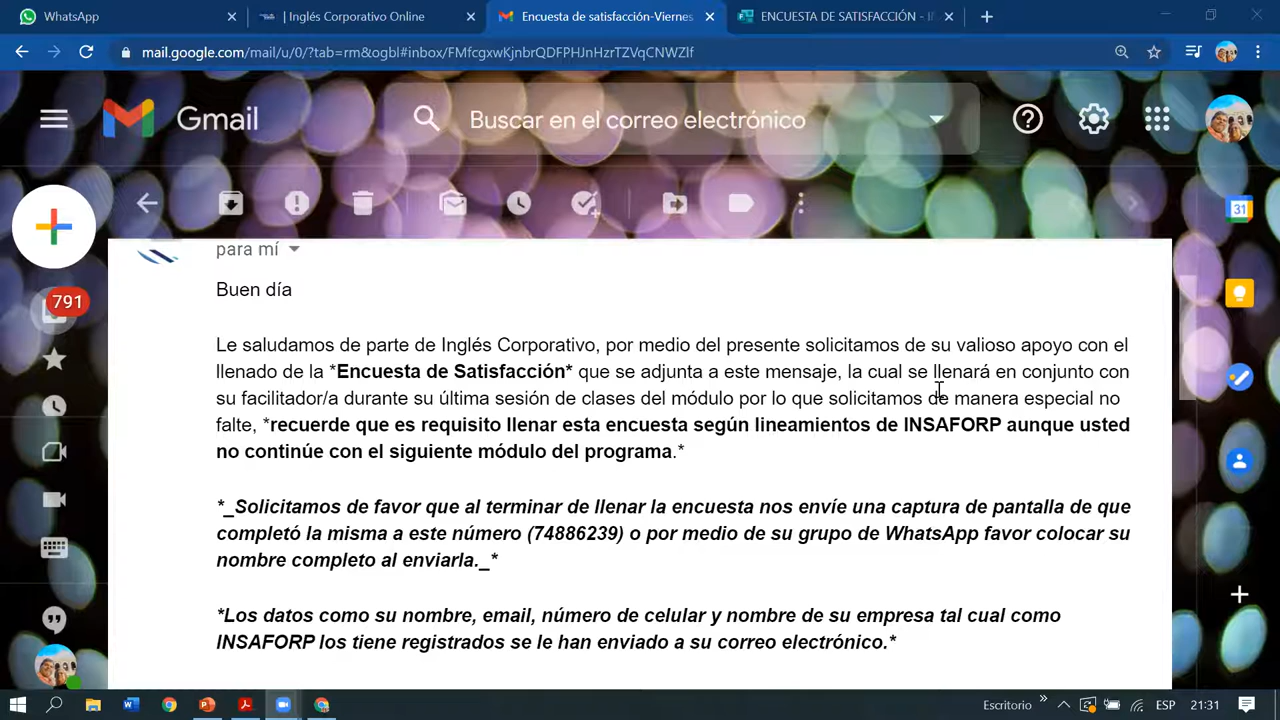 WhatsApp
| Inglés Corporativo Online
Encuesta de satisfacción-Viernes
ENCUESTA DE SATISFACCIÓN - I
mail.google.com/mail/u/0/?tab=rm&ogbl#inbox/FMfcgxwKjnbrQDFPHJnHzrTZVqCNWZlf
Gmail
Buscar en el correo electrónico
31
791
para mí
Buen día
Le saludamos de parte de Inglés Corporativo, por medio del presente solicitamos de su valioso apoyo con el
llenado de la *Encuesta de Satisfacción* que se adjunta a este mensaje, la cual se llenará en conjunto con
su facilitador/a durante su última sesión de clases del módulo por lo que solicitamos de manera especial no
falte, *recuerde que es requisito llenar esta encuesta según lineamientos de INSAFORP aunque usted
no continúe con el siguiente módulo del programa.*
*_Solicitamos de favor que al terminar de llenar la encuesta nos envíe una captura de pantalla de que
completó la misma a este número (74886239) o por medio de su grupo de WhatsApp favor colocar su
nombre completo al enviarla._*
*Los datos como su nombre, email, número de celular y nombre de su empresa tal cual como
INSAFORP los tiene registrados se le han enviado a su correo electrónico.*
Escritorio
ESP
21:31